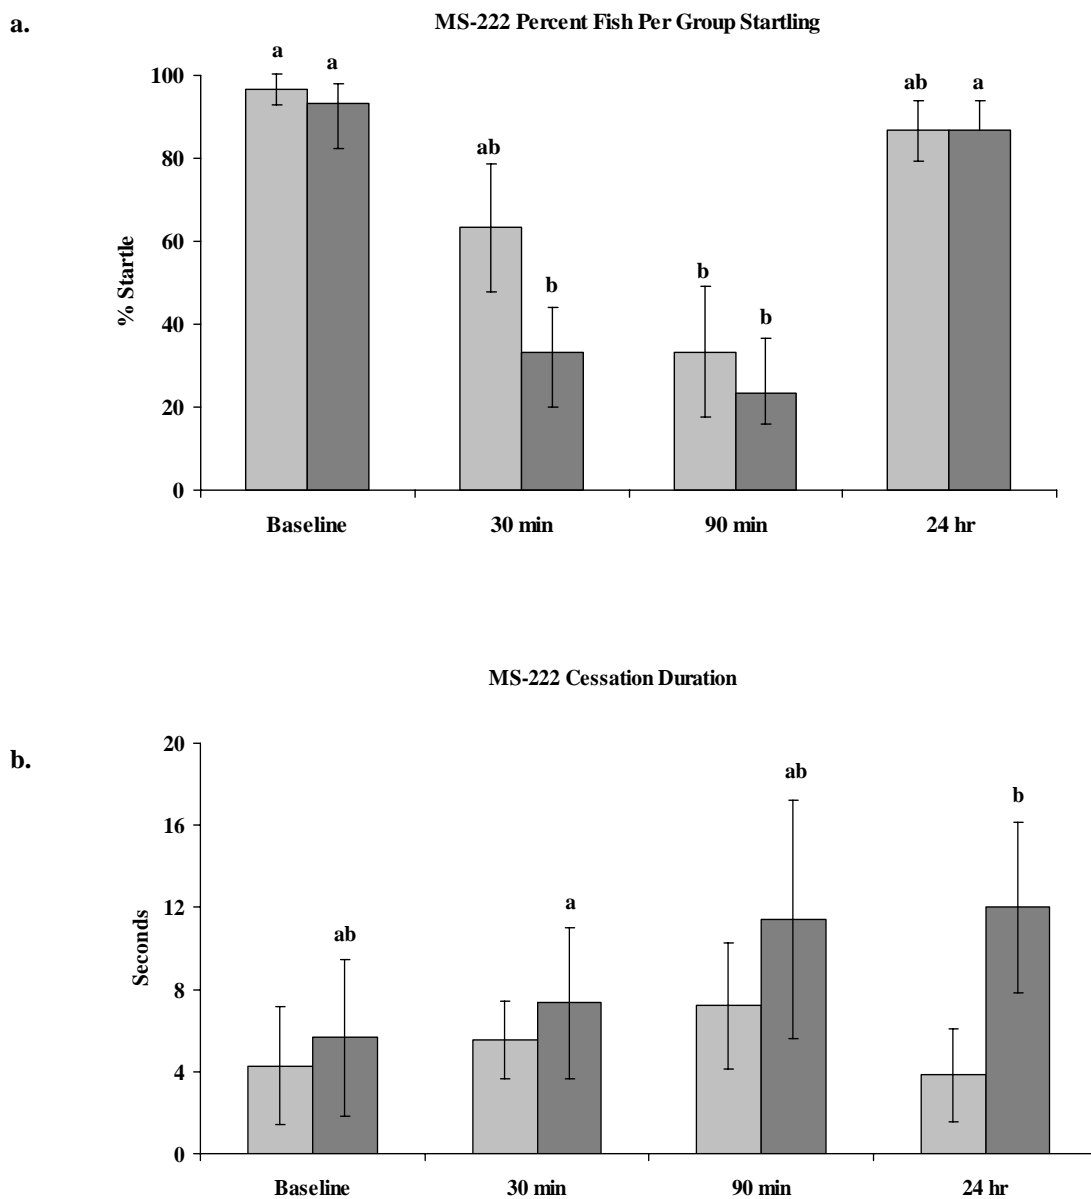 a.
MS-222 Percent Fish Per Group Startling
% Startle
100
80
60
40
20
0
a
a
ab
b
b
b
ab
a
Baseline
30 min
90 min
24 hr
b.
MS-222 Cessation Duration
Seconds
20
16
12
8
4
0
ab
a
ab
b
Baseline
30 min
90 min
24 hr